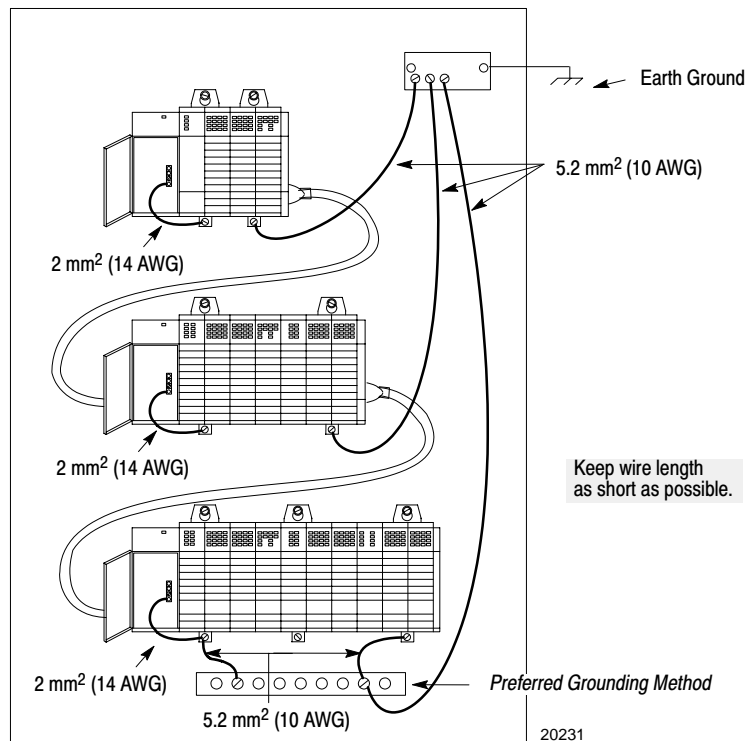 Earth Ground
5.2 mm² (10 AWG)
2 mm² (14 AWG)
2 mm² (14 AWG)
Keep wire length
as short as possible.
2 mm² (14 AWG)
Preferred Grounding Method
5.2 mm² (10 AWG)
20231